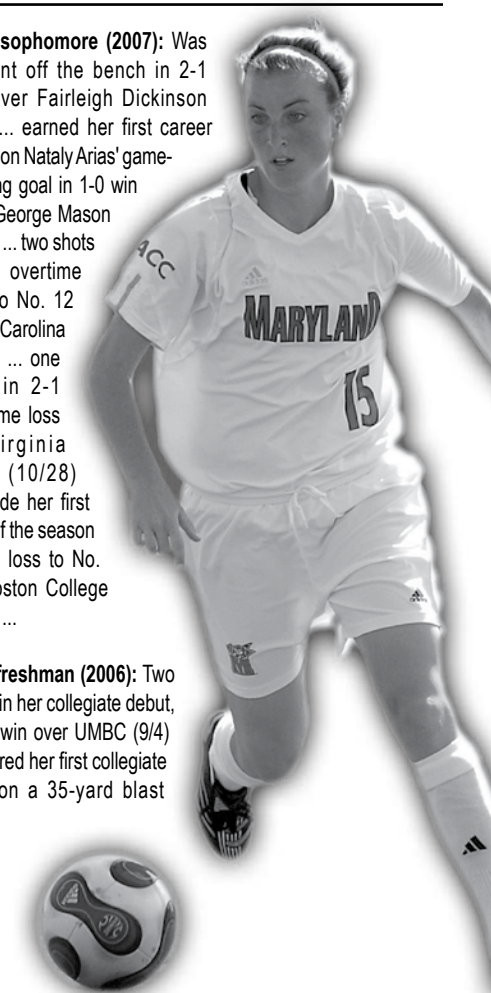 sophomore (2007): Was
nt off the bench in 2-1
ver Fairleigh Dickinson
... earned her first career
on Nataly Arias' game-
ng goal in 1-0 win
George Mason
... two shots
overtime
o No. 12
Carolina
... one
in 2-1
me loss
irginia
(10/28)
de her first
of the season
loss to No.
oston College
...
freshman (2006): Two
in her collegiate debut,
win over UMBC (9/4)
red her first collegiate
on a 35-yard blast
ACC
MARYLAND
15